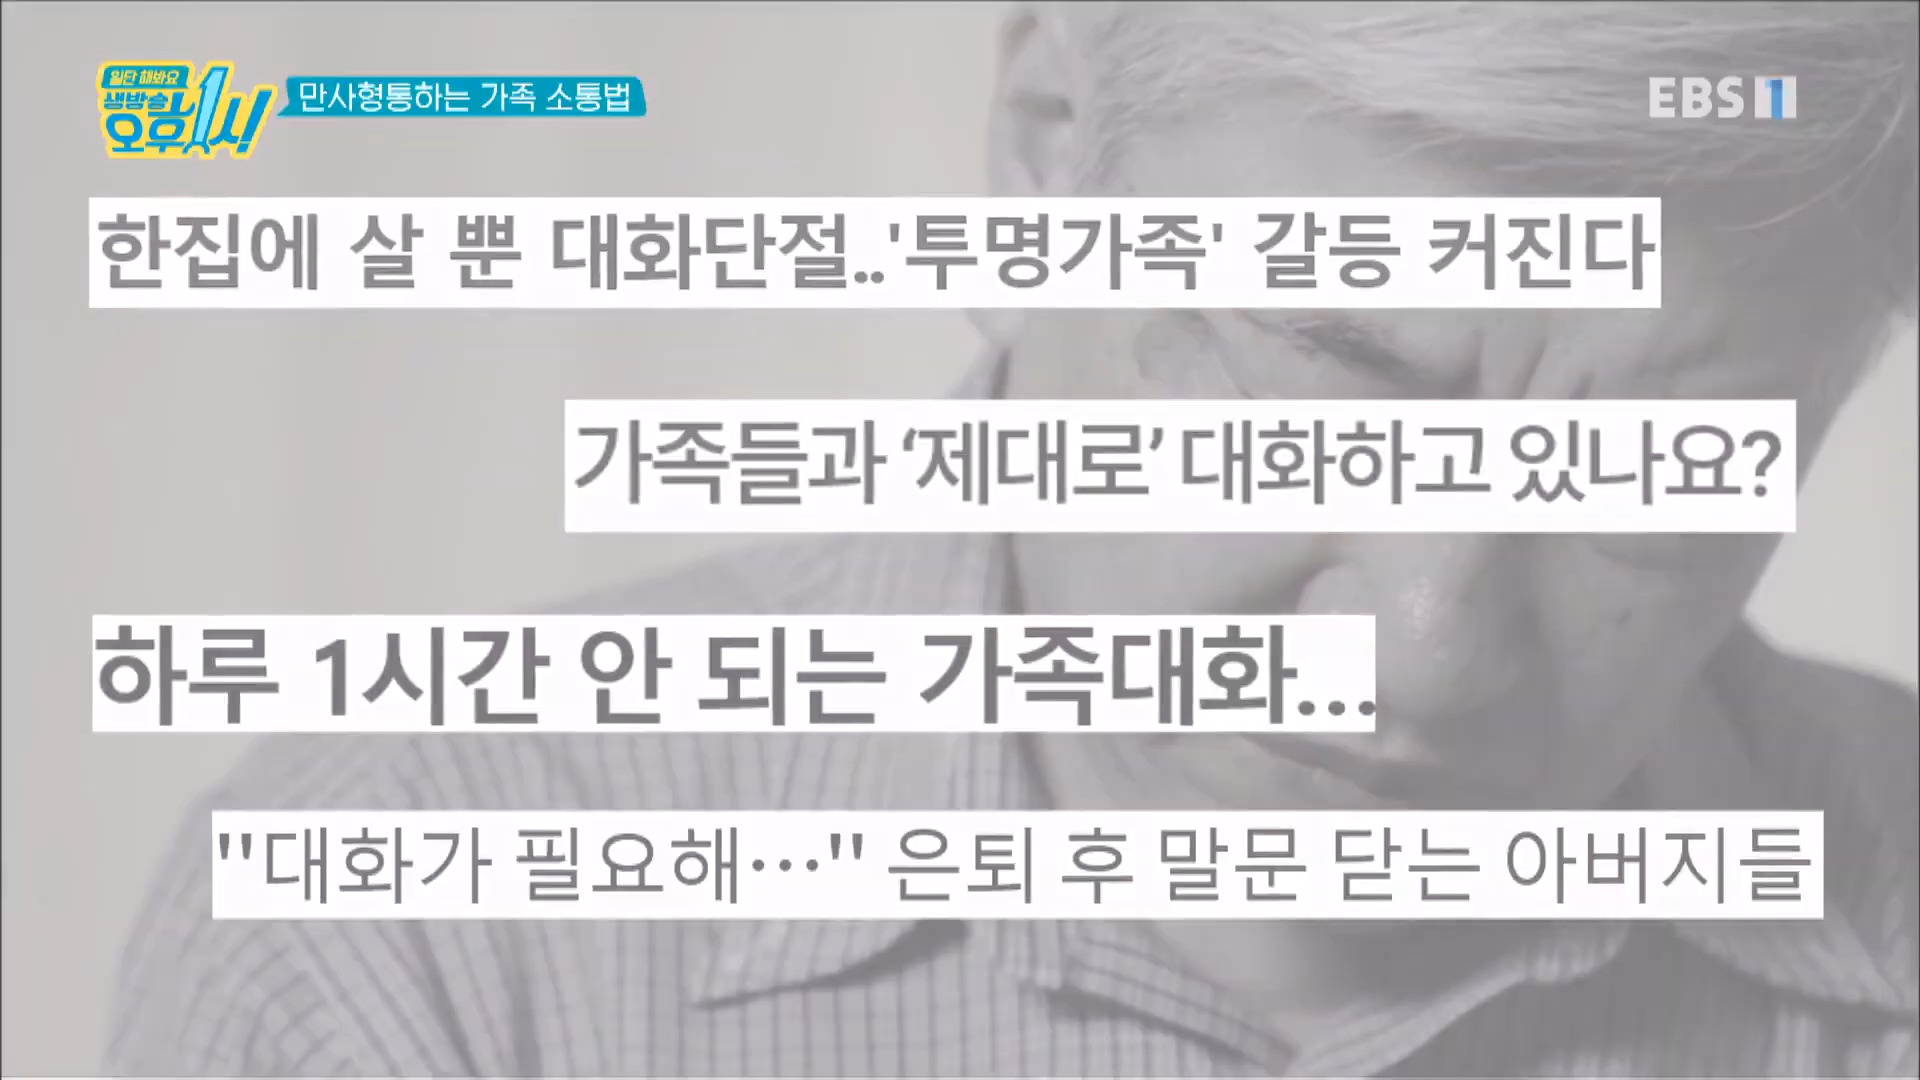 일단 해봐요
생방송
오후1시!
만사형통하는 가족 소통법
EBS 1
한집에 살 뿐 대화단절..'투명가족' 갈등 커진다
가족들과 ‘제대로’ 대화하고 있나요?
하루 1시간 안 되는 가족대화...
"대화가 필요해…" 은퇴 후 말문 닫는 아버지들